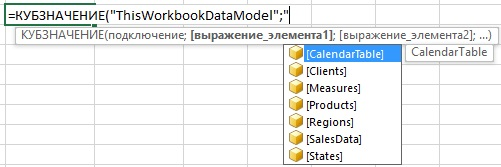 =КУБЗНАЧЕНИЕ("ThisWorkbookDataModel";"
КУБЗНАЧЕНИЕ(подключение; [выражение_элемента1]; [выражение_элемента2]; ...)
[CalendarTable] CalendarTable
[Clients]
[Measures]
[Products]
[Regions]
[SalesData]
[States]